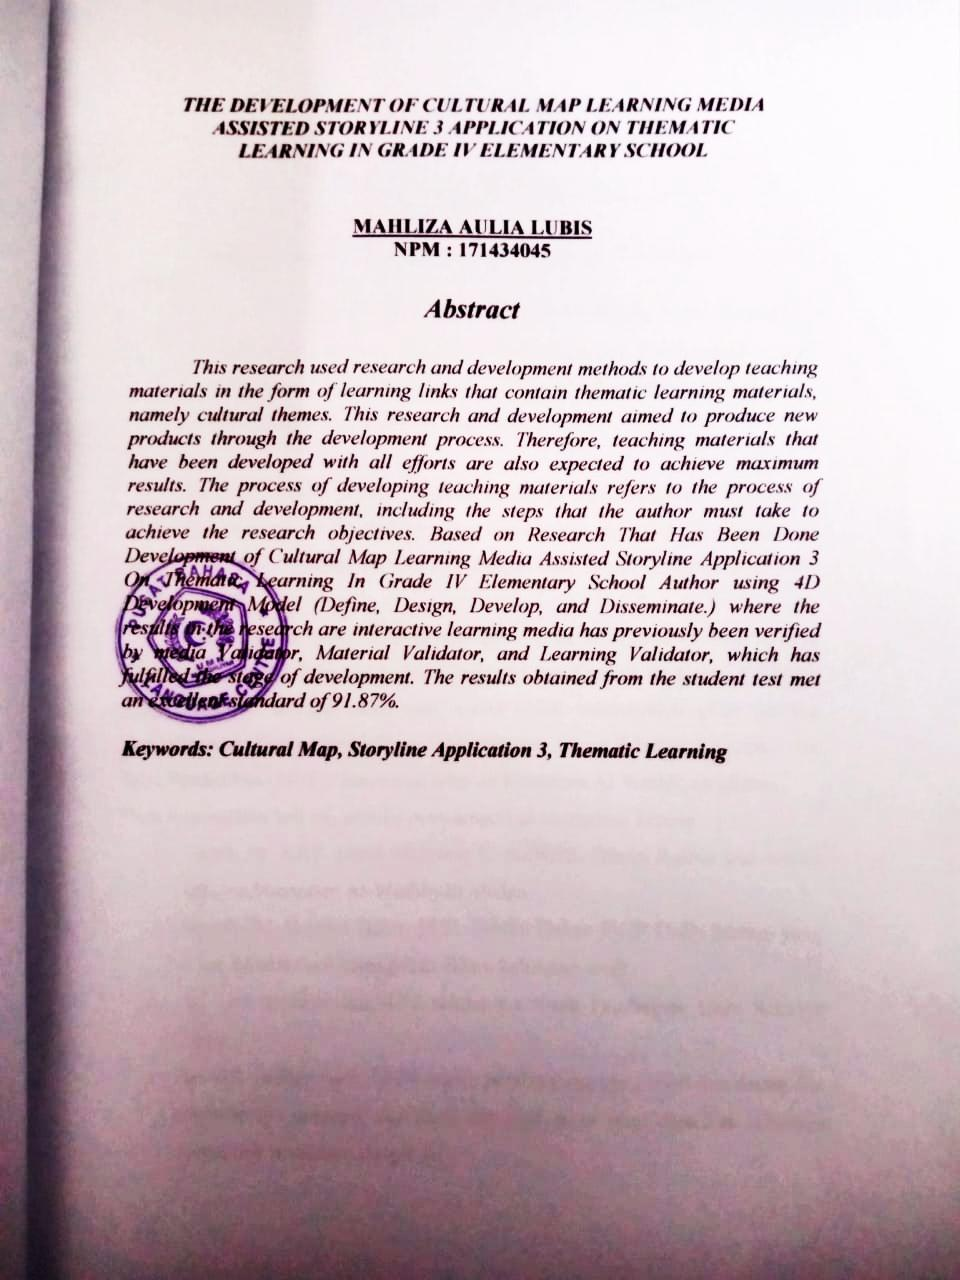 THE DEVELOPMENT OF CULTURAL MAP LEARNING MEDIA
ASSISTED STORYLINE 3 APPLICATION ON THEMATIC
LEARNING IN GRADE IV ELEMENTARY SCHOOL
MAHLIZA AULIA LUBIS
NPM : 171434045
Abstract
This research used research and development methods to develop teaching
materials in the form of learning links that contain thematic learning materials,
namely cultural themes. This research and development aimed to produce new
products through the development process. Therefore, teaching materials that
have been developed with all efforts are also expected to achieve maximum
results. The process of developing teaching materials refers to the process of
research and development, including the steps that the author must take to
achieve the research objectives. Based on Research That Has Been Done
Development of Cultural Map Learning Media Assisted Storyline Application 3
On Thematic Learning In Grade IV Elementary School Author using 4D
Development Model (Define, Design, Develop, and Disseminate.) where the
results in the research are interactive learning media has previously been verified
by media Validator, Material Validator, and Learning Validator, which has
fulfilled the stage of development. The results obtained from the student test met
an excellent standard of 91.87%.
PUSAT BAHASA
LANGUAGE CENTRE
Keywords: Cultural Map, Storyline Application 3, Thematic Learning